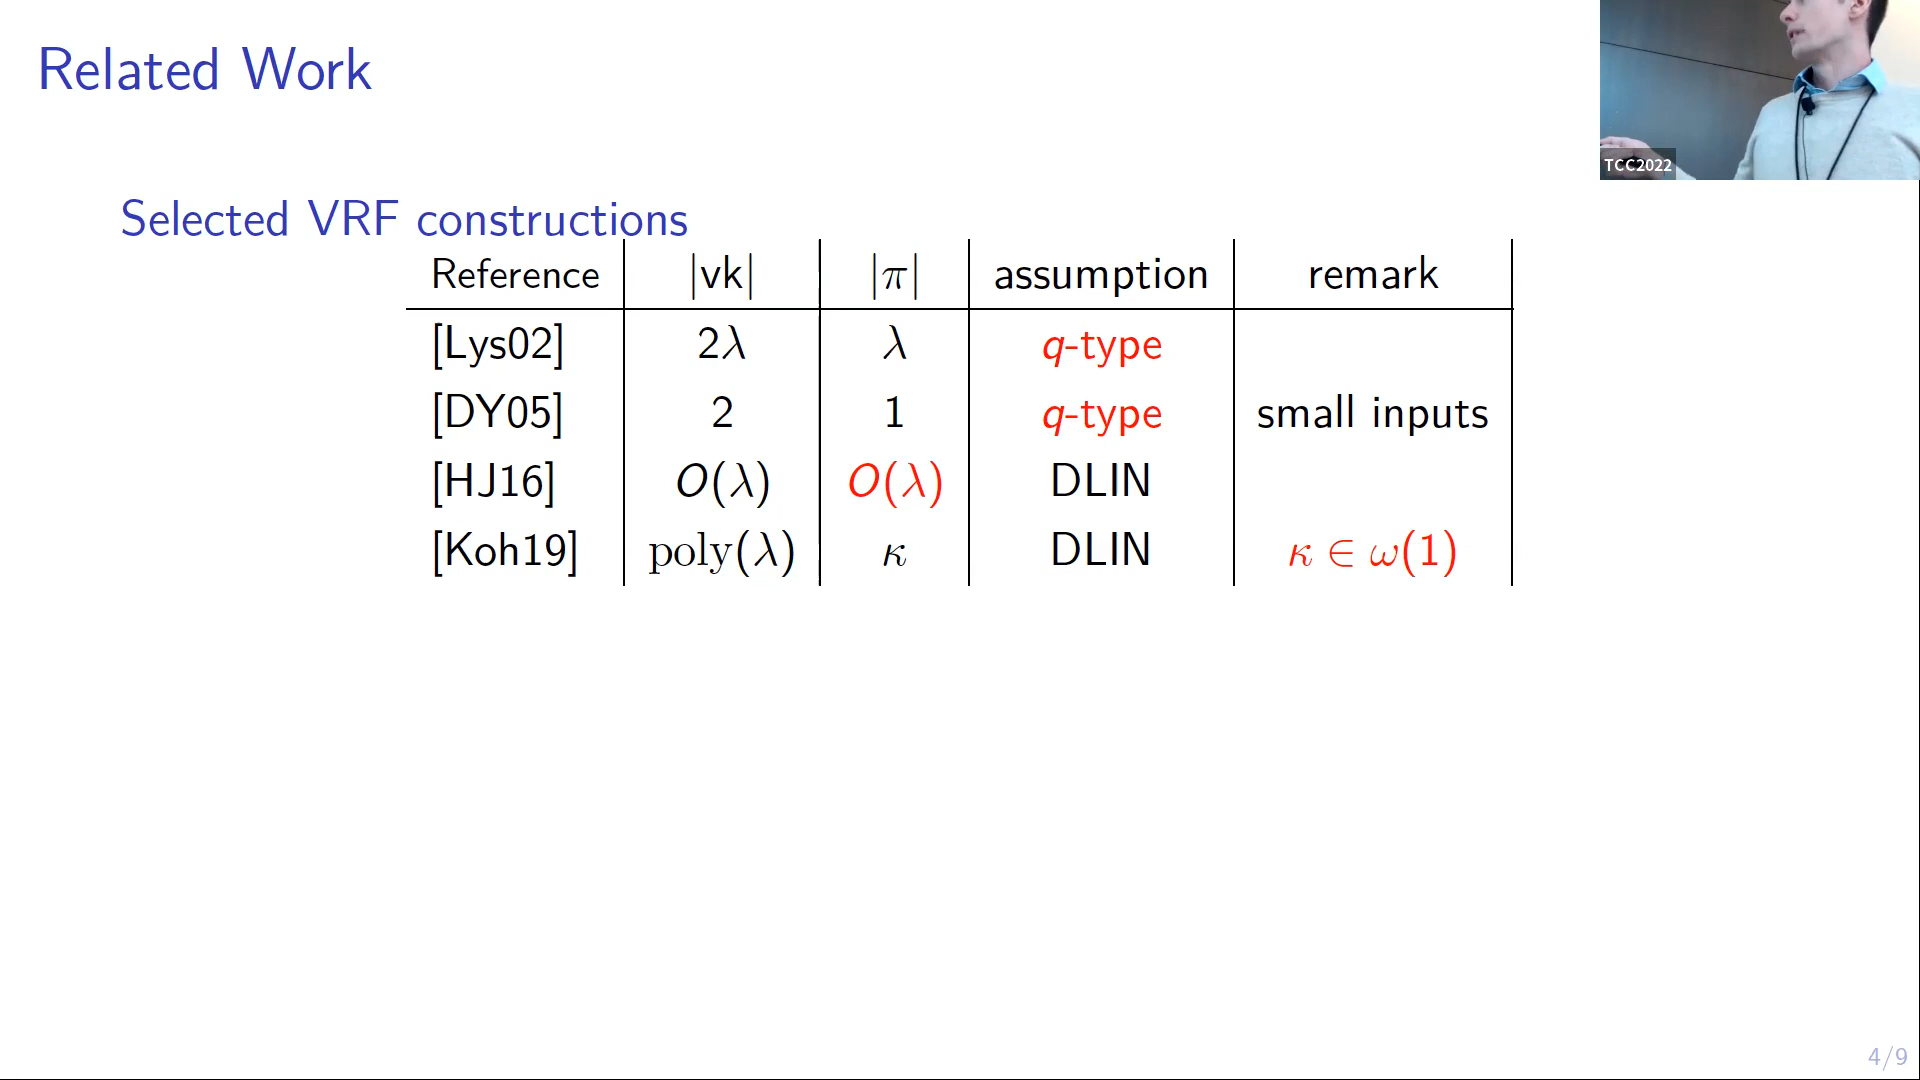 Related Work
TCC2022
Selected VRF constructions
Reference |vk| |π| assumption remark
[Lys02] 2λ λ q-type
[DY05] 2 1 q-type small inputs
[HJ16] O(λ) O(λ) DLIN
[Koh19] poly(λ) κ DLIN κ ∈ ω(1)
4/9